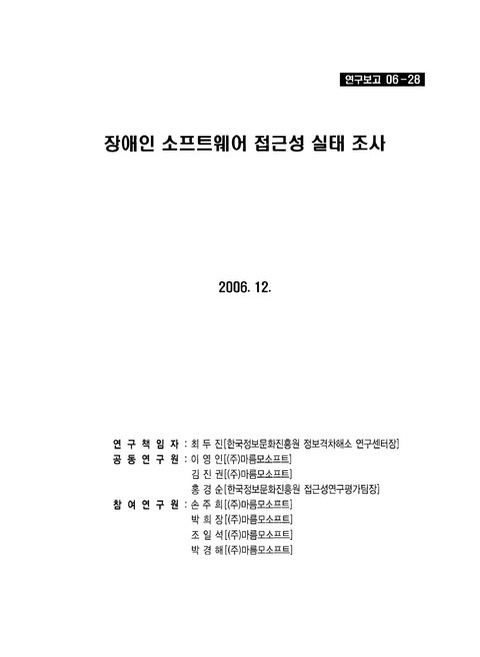 연구보고 06-28
장애인 소프트웨어 접근성 실태 조사
2006. 12.
연 구 책 임 자 : 최 두 진[한국정보문화진흥원 정보격차해소 연구센터장]
공 동 연 구 원 : 이 영 인[(주)마름모소프트]
김 진 권[(주)마름모소프트]
홍 경 순[한국정보문화진흥원 접근성연구평가팀장]
참 여 연 구 원 : 손 주 희[(주)마름모소프트]
박 희 장[(주)마름모소프트]
조 일 석[(주)마름모소프트]
박 경 해[(주)마름모소프트]